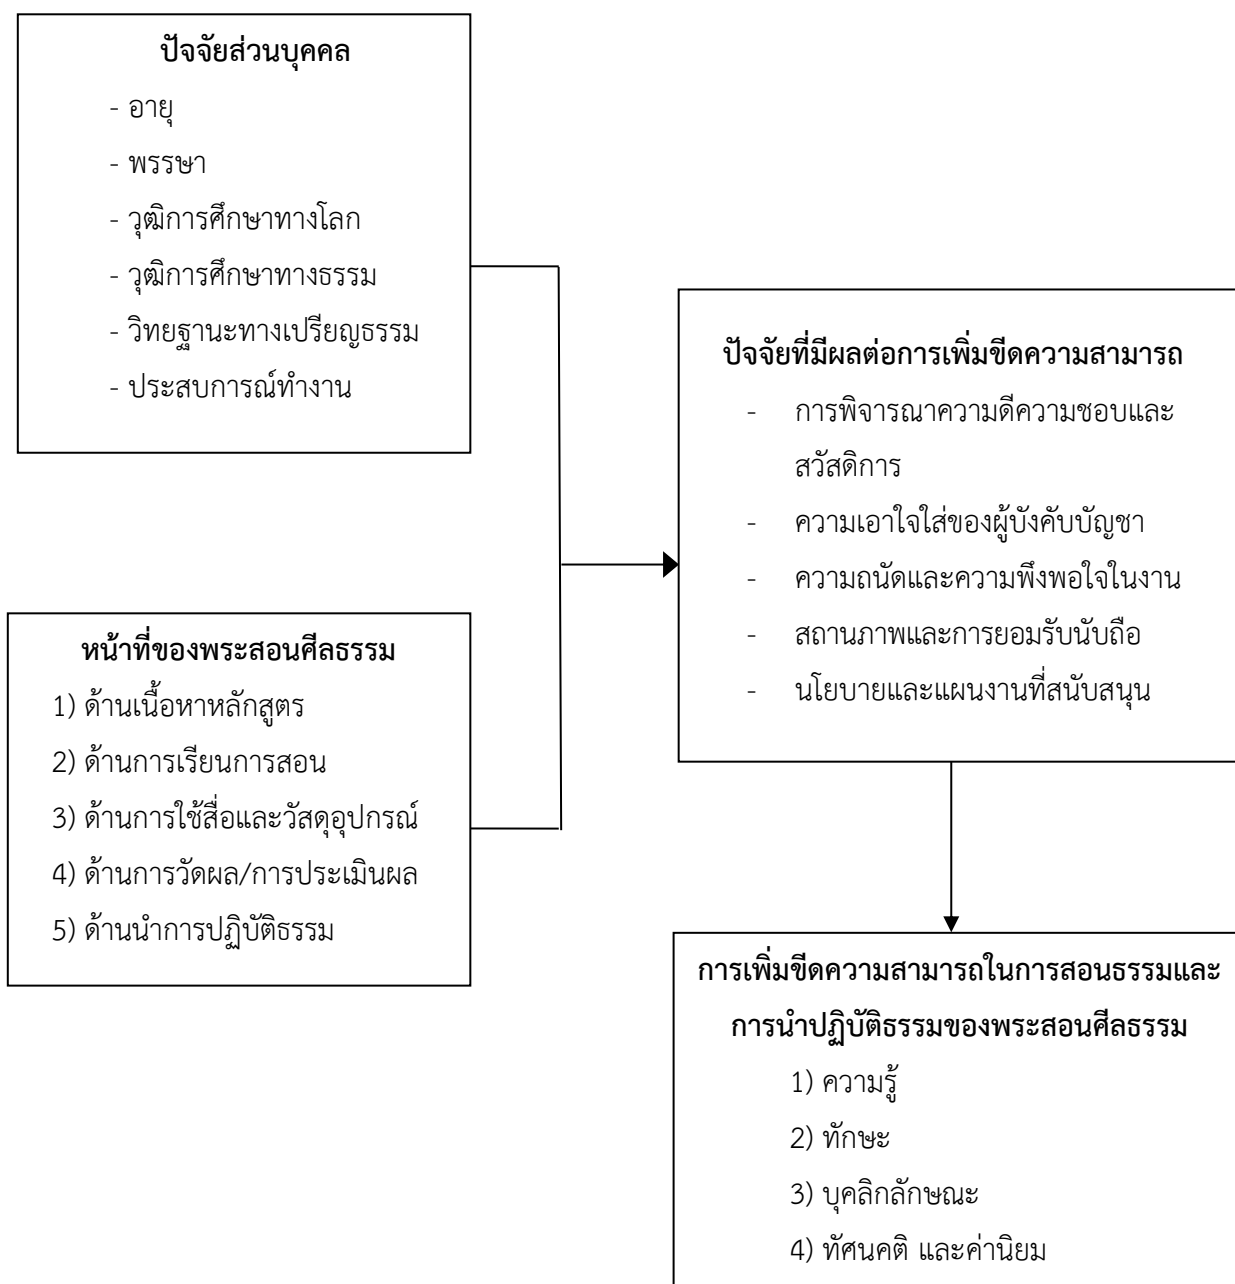 ปัจจัยส่วนบุคคล
- อายุ
- พรรษา
- วุฒิการศึกษาทางโลก
- วุฒิการศึกษาทางธรรม
- วิทยฐานะทางเปรียญธรรม
- ประสบการณ์ทำงาน
หน้าที่ของพระสอนศีลธรรม
1) ด้านเนื้อหาหลักสูตร
2) ด้านการเรียนการสอน
3) ด้านการใช้สื่อและวัสดุอุปกรณ์
4) ด้านการวัดผล/การประเมินผล
5) ด้านนำการปฏิบัติธรรม
ปัจจัยที่มีผลต่อการเพิ่มขีดความสามารถ
- การพิจารณาความดีความชอบและ
สวัสดิการ
- ความเอาใจใส่ของผู้บังคับบัญชา
- ความถนัดและความพึงพอใจในงาน
- สถานภาพและการยอมรับนับถือ
- นโยบายและแผนงานที่สนับสนุน
การเพิ่มขีดความสามารถในการสอนธรรมและ
การนำปฏิบัติธรรมของพระสอนศีลธรรม
1) ความรู้
2) ทักษะ
3) บุคลิกลักษณะ
4) ทัศนคติ และค่านิยม